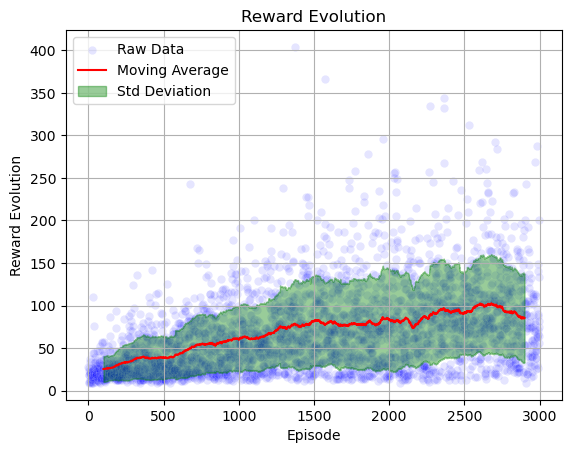 Reward Evolution
Raw Data
Moving Average
Std Deviation
Reward Evolution
400
350
300
250
200
150
100
50
0
0
500
1000
1500
2000
2500
3000
Episode